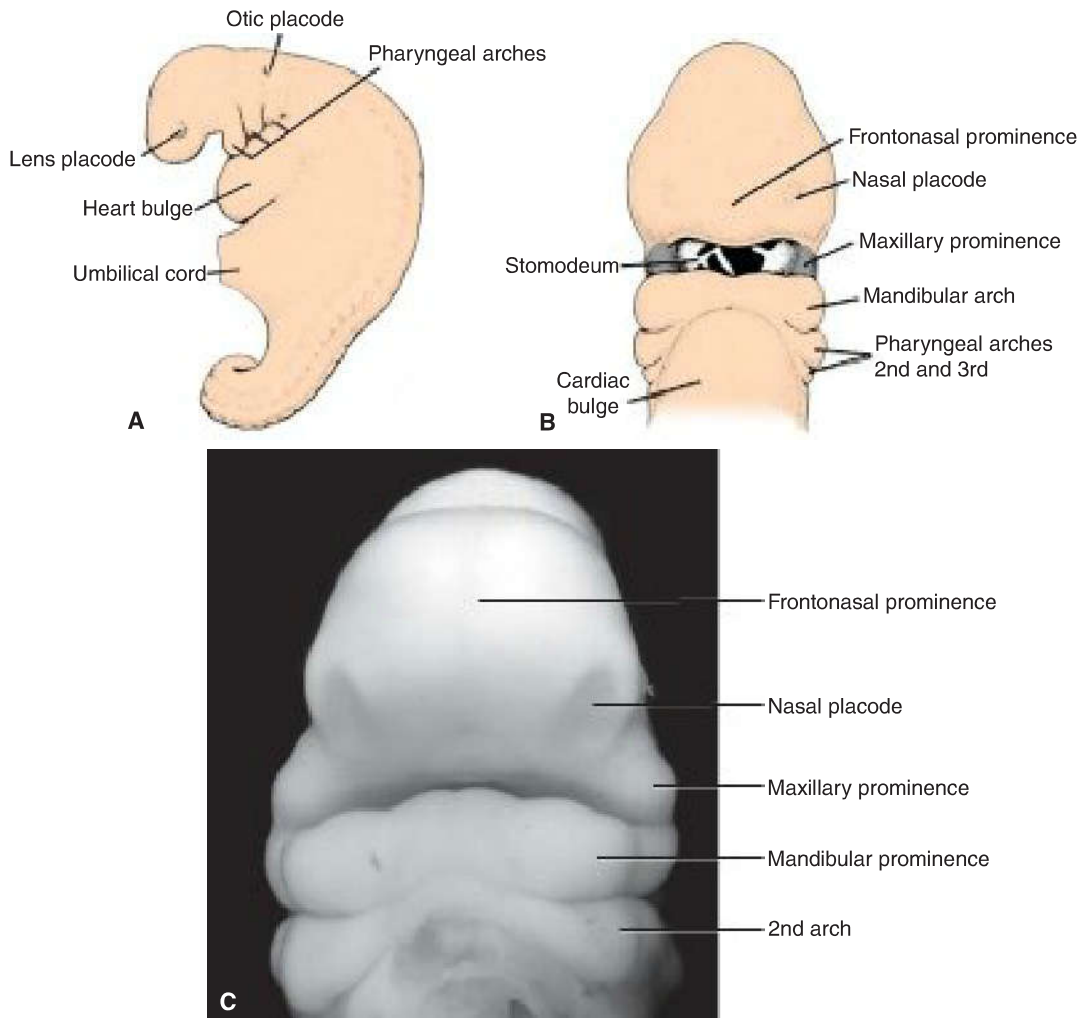 Otic placode
Pharyngeal arches
Lens placode
Heart bulge
Umbilical cord
A
Frontonasal prominence
Nasal placode
Maxillary prominence
Stomodeum
Mandibular arch
Pharyngeal arches
2nd and 3rd
Cardiac
bulge
B
Frontonasal prominence
Nasal placode
Maxillary prominence
Mandibular prominence
2nd arch
C